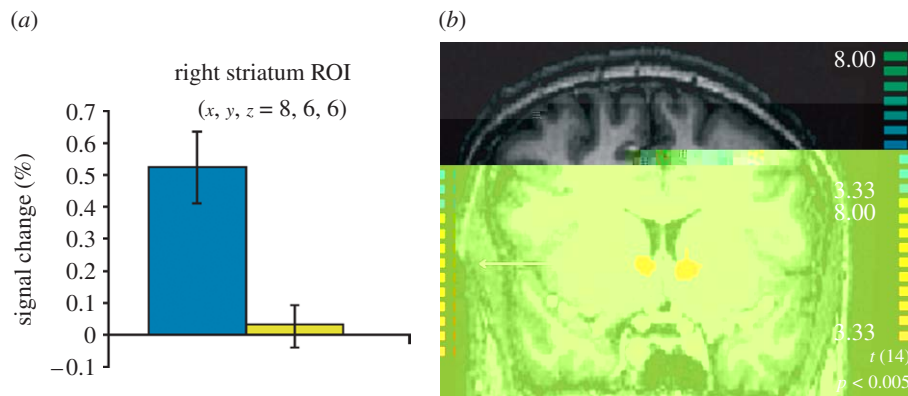 (a)
right striatum ROI
(x, y, z = 8, 6, 6)
signal change (%)
0.7
0.6
0.5
0.4
0.3
0.2
0.1
0
−0.1
(b)
8.00
3.33
8.00
3.33
t (14)
p < 0.005